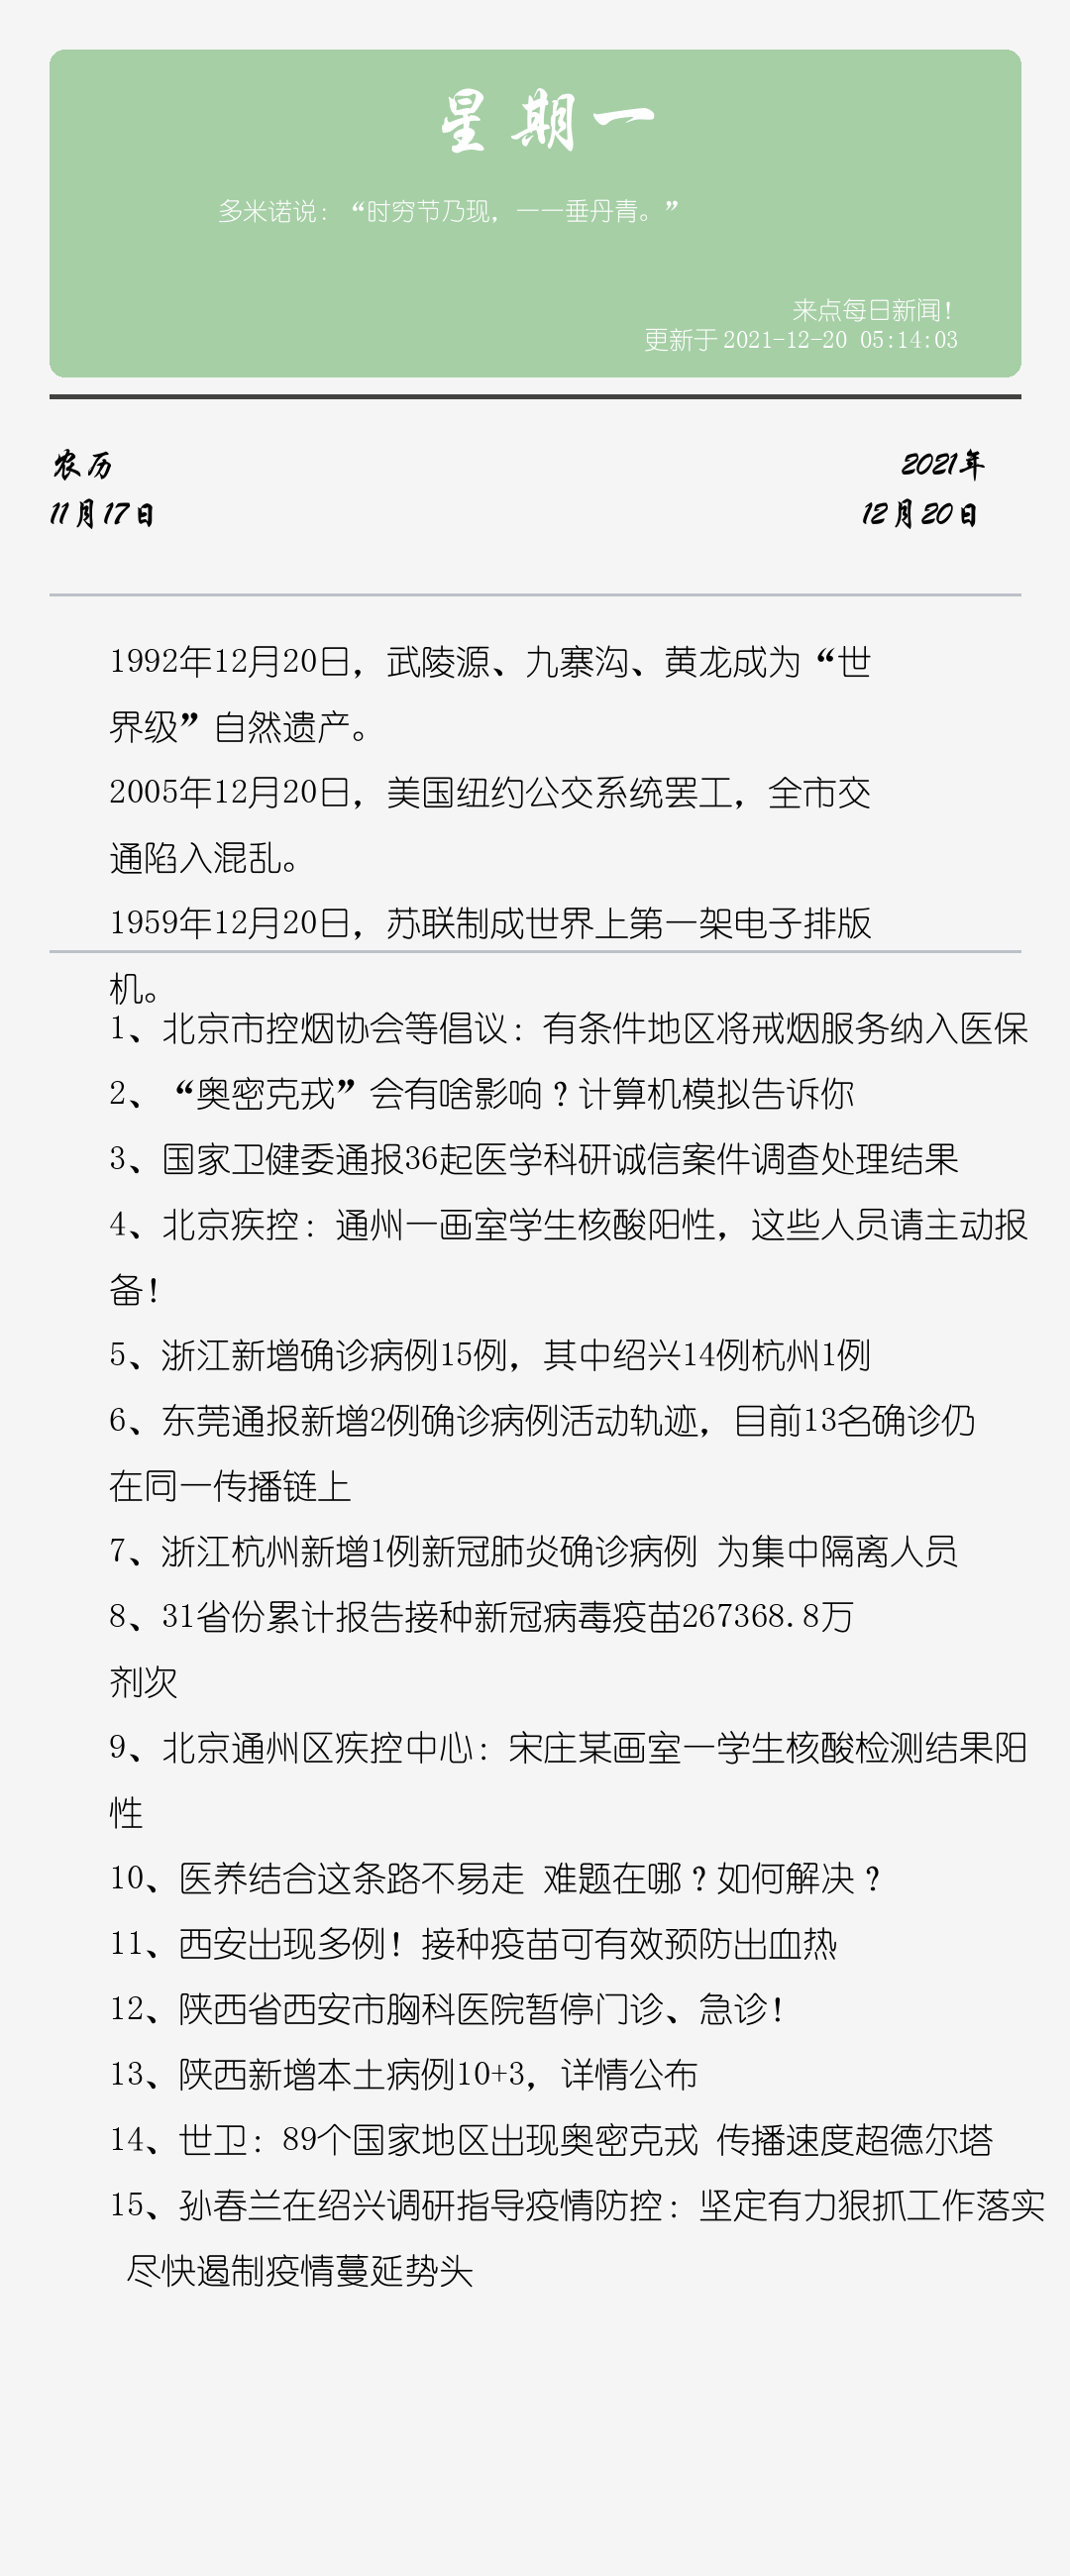 星期一
多米诺说：“时穷节乃现，一一垂丹青。”
来点每日新闻！
更新于 2021-12-20 05:14:03
农历
2021年
11月17日
12月20日
1992年12月20日，武陵源、九寨沟、黄龙成为“世
界级”自然遗产。
2005年12月20日，美国纽约公交系统罢工，全市交
通陷入混乱。
1959年12月20日，苏联制成世界上第一架电子排版
机。
1、北京市控烟协会等倡议：有条件地区将戒烟服务纳入医保
2、“奥密克戎”会有啥影响？计算机模拟告诉你
3、国家卫健委通报36起医学科研诚信案件调查处理结果
4、北京疾控：通州一画室学生核酸阳性，这些人员请主动报
备！
5、浙江新增确诊病例15例，其中绍兴14例杭州1例
6、东莞通报新增2例确诊病例活动轨迹，目前13名确诊仍
在同一传播链上
7、浙江杭州新增1例新冠肺炎确诊病例 为集中隔离人员
8、31省份累计报告接种新冠病毒疫苗267368.8万
剂次
9、北京通州区疾控中心：宋庄某画室一学生核酸检测结果阳
性
10、医养结合这条路不易走 难题在哪？如何解决？
11、西安出现多例！接种疫苗可有效预防出血热
12、陕西省西安市胸科医院暂停门诊、急诊！
13、陕西新增本土病例10+3，详情公布
14、世卫：89个国家地区出现奥密克戎 传播速度超德尔塔
15、孙春兰在绍兴调研指导疫情防控：坚定有力狠抓工作落实
尽快遏制疫情蔓延势头